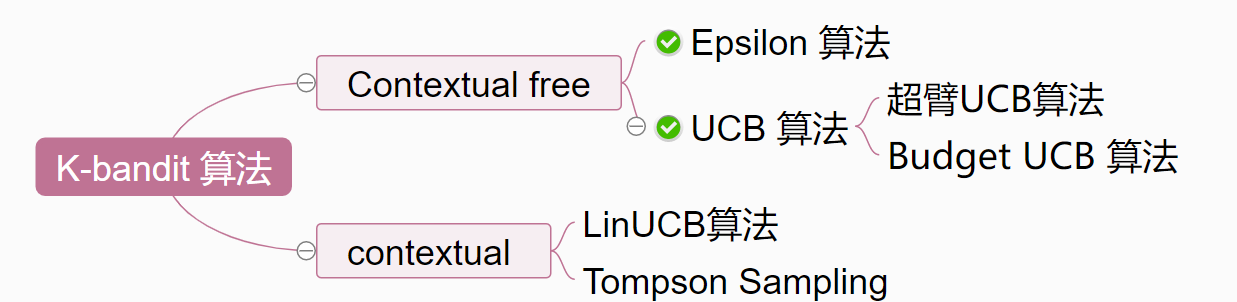 Epsilon 算法
Contextual free
超臂UCB算法
UCB 算法
Budget UCB 算法
K-bandit 算法
LinUCB算法
contextual
Tompson Sampling